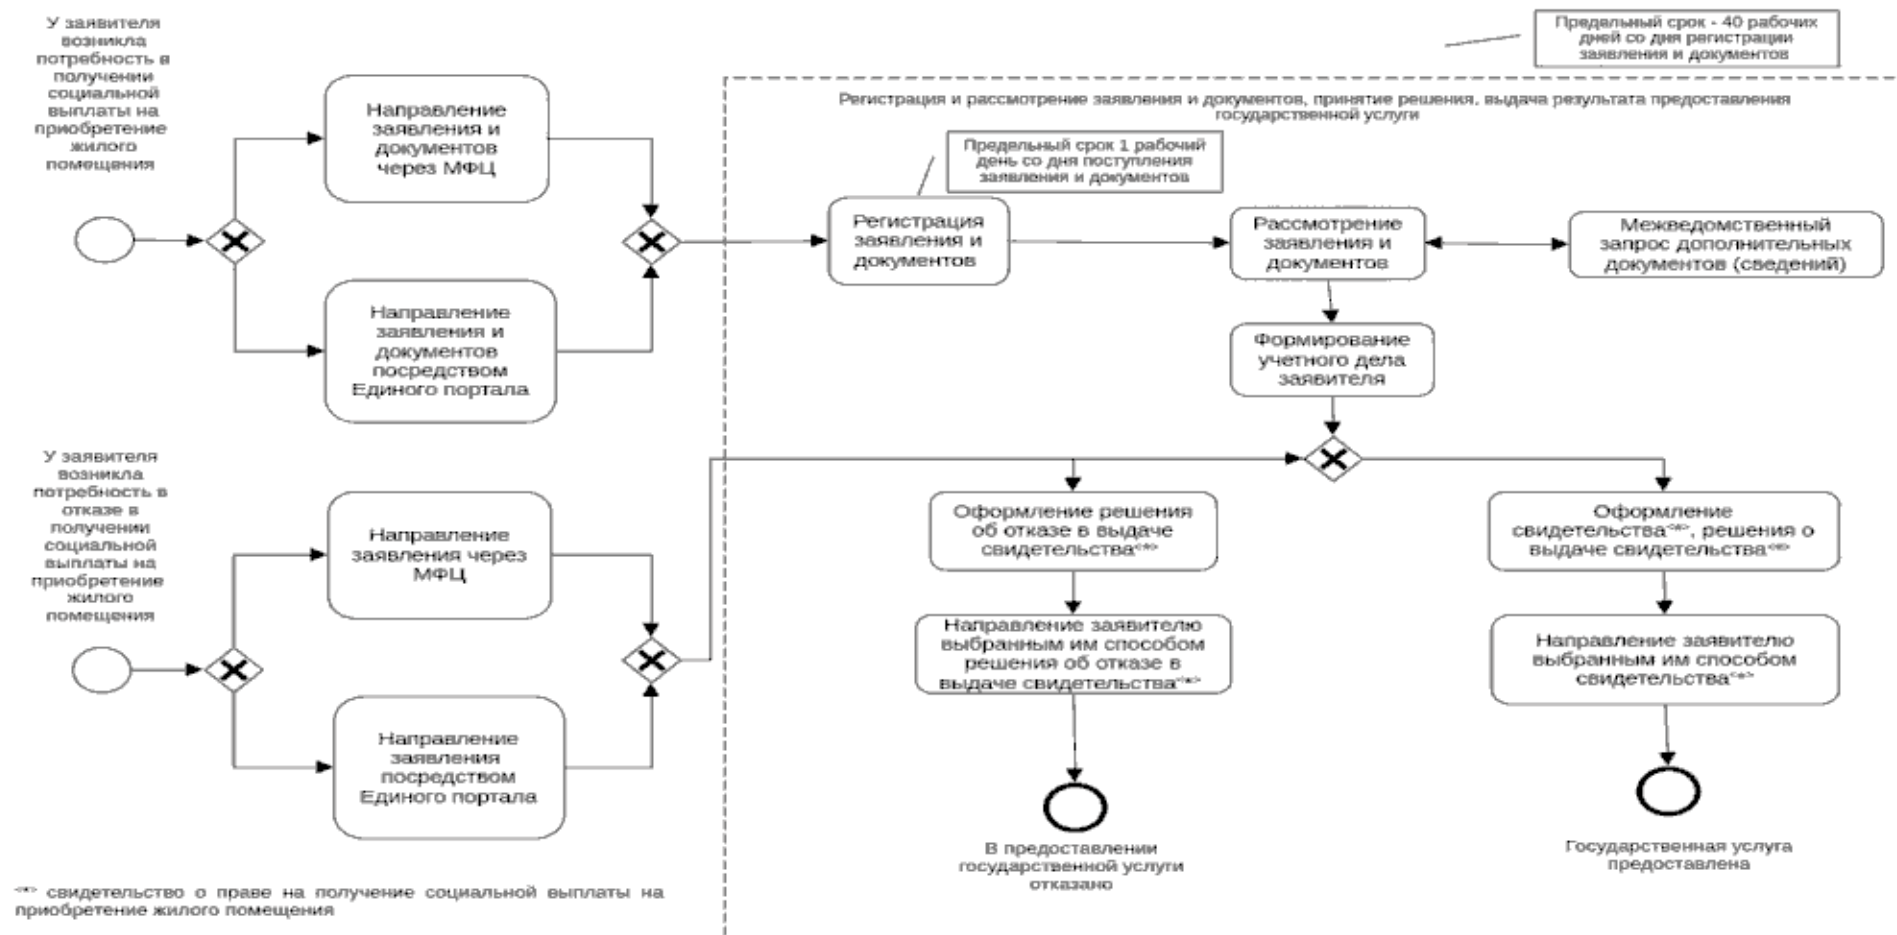 У заявителя
возникла
потребность в
получении
социальной
выплаты на
приобретение
жилого
помещения
Направление
заявления и
документов
через МФЦ
Направление
заявления и
документов
посредством
Единого портала
Предельный срок - 40 рабочих
дней со дня регистрации
заявления и документов
Регистрация и рассмотрение заявления и документов, принятие решения, выдача результата предоставления
государственной услуги
Предельный срок 1 рабочий
день со дня поступления
заявления и документов
Регистрация
заявления и
документов
Рассмотрение
заявления и
документов
Межведомственный
запрос дополнительных
документов (сведений)
Формирование
учетного дела
заявителя
У заявителя
возникла
потребность в
отказе в
получении
социальной
выплаты на
приобретение
жилого
помещения
Направление
заявления через
МФЦ
Направление
заявления
посредством
Единого портала
Оформление решения
об отказе в выдаче
свидетельства<*>
Направление заявителю
выбранным им способом
решения об отказе в
выдаче свидетельства<*>
В предоставлении
государственной услуги
отказано
Оформление
свидетельства<*>, решения о
выдаче свидетельства<*>
Направление заявителю
выбранным им способом
свидетельства<*>
Государственная услуга
предоставлена
<*> свидетельство о праве на получение социальной выплаты на
приобретение жилого помещения